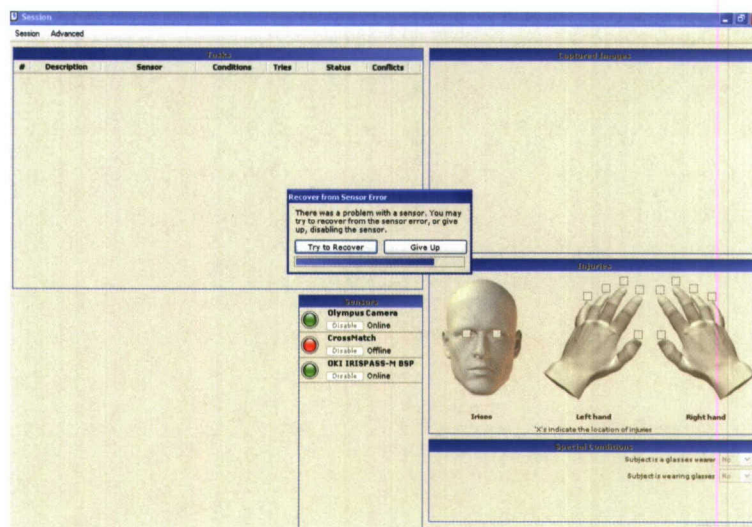 Session
Session Advanced
Tasks
# Description Sensor Conditions Tries Status Conflicts
Captured Images
Recover from Sensor Error
There was a problem with a sensor. You may
try to recover from the sensor error, or give
up, disabling the sensor.
Try to Recover Give Up
Sensors
Olympus Camera
Disable Online
CrossMatch
Disable Offline
OKI IRISPASS-M BSP
Disable Online
Injuries
Irises Left hand Right hand
'X's indicate the location of injuries
Special Conditions
Subject is a glasses wearer No
Subject is wearing glasses No